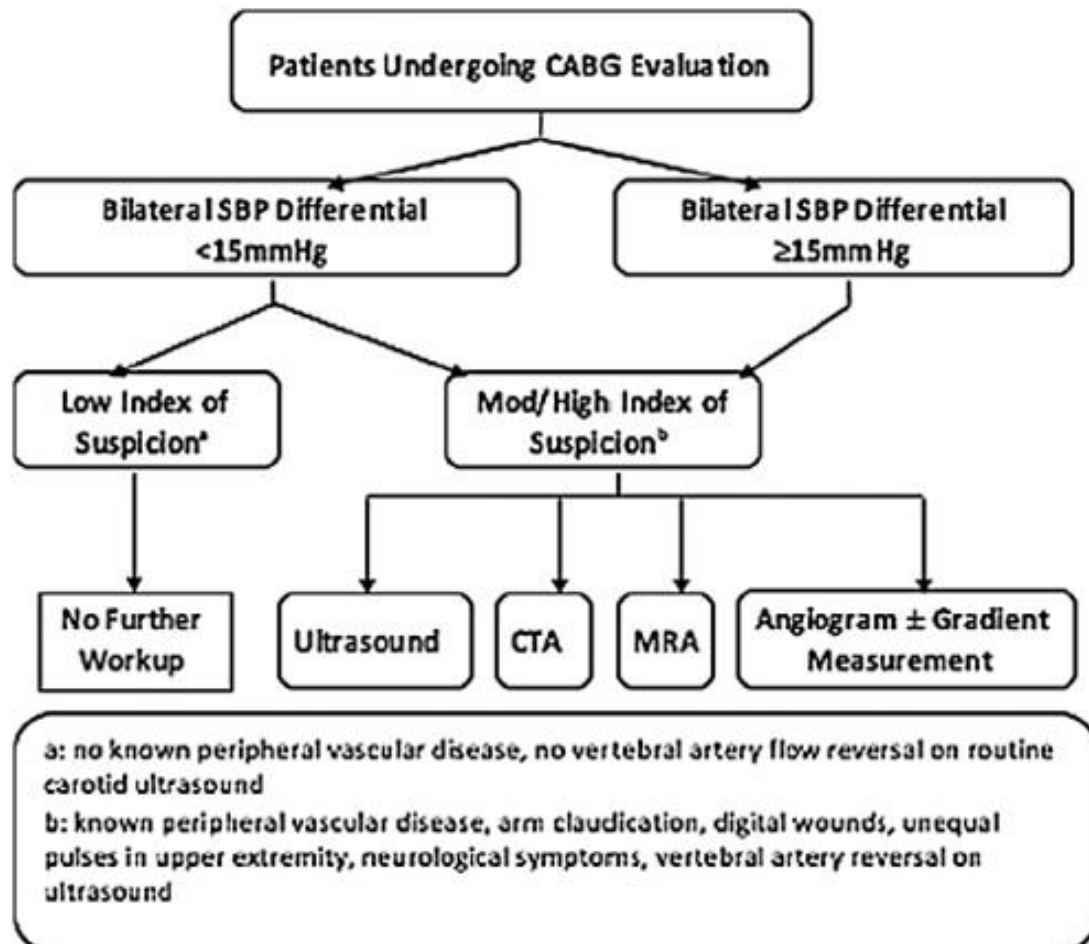 Patients Undergoing CABG Evaluation
Bilateral SBP Differential
<15mmHg
Bilateral SBP Differential
≥15mmHg
Low Index of
Suspicionᵃ
Mod/High Index of
Suspicionᵇ
No Further
Workup
Ultrasound
CTA
MRA
Angiogram ± Gradient
Measurement
a: no known peripheral vascular disease, no vertebral artery flow reversal on routine
carotid ultrasound
b: known peripheral vascular disease, arm claudication, digital wounds, unequal
pulses in upper extremity, neurological symptoms, vertebral artery reversal on
ultrasound